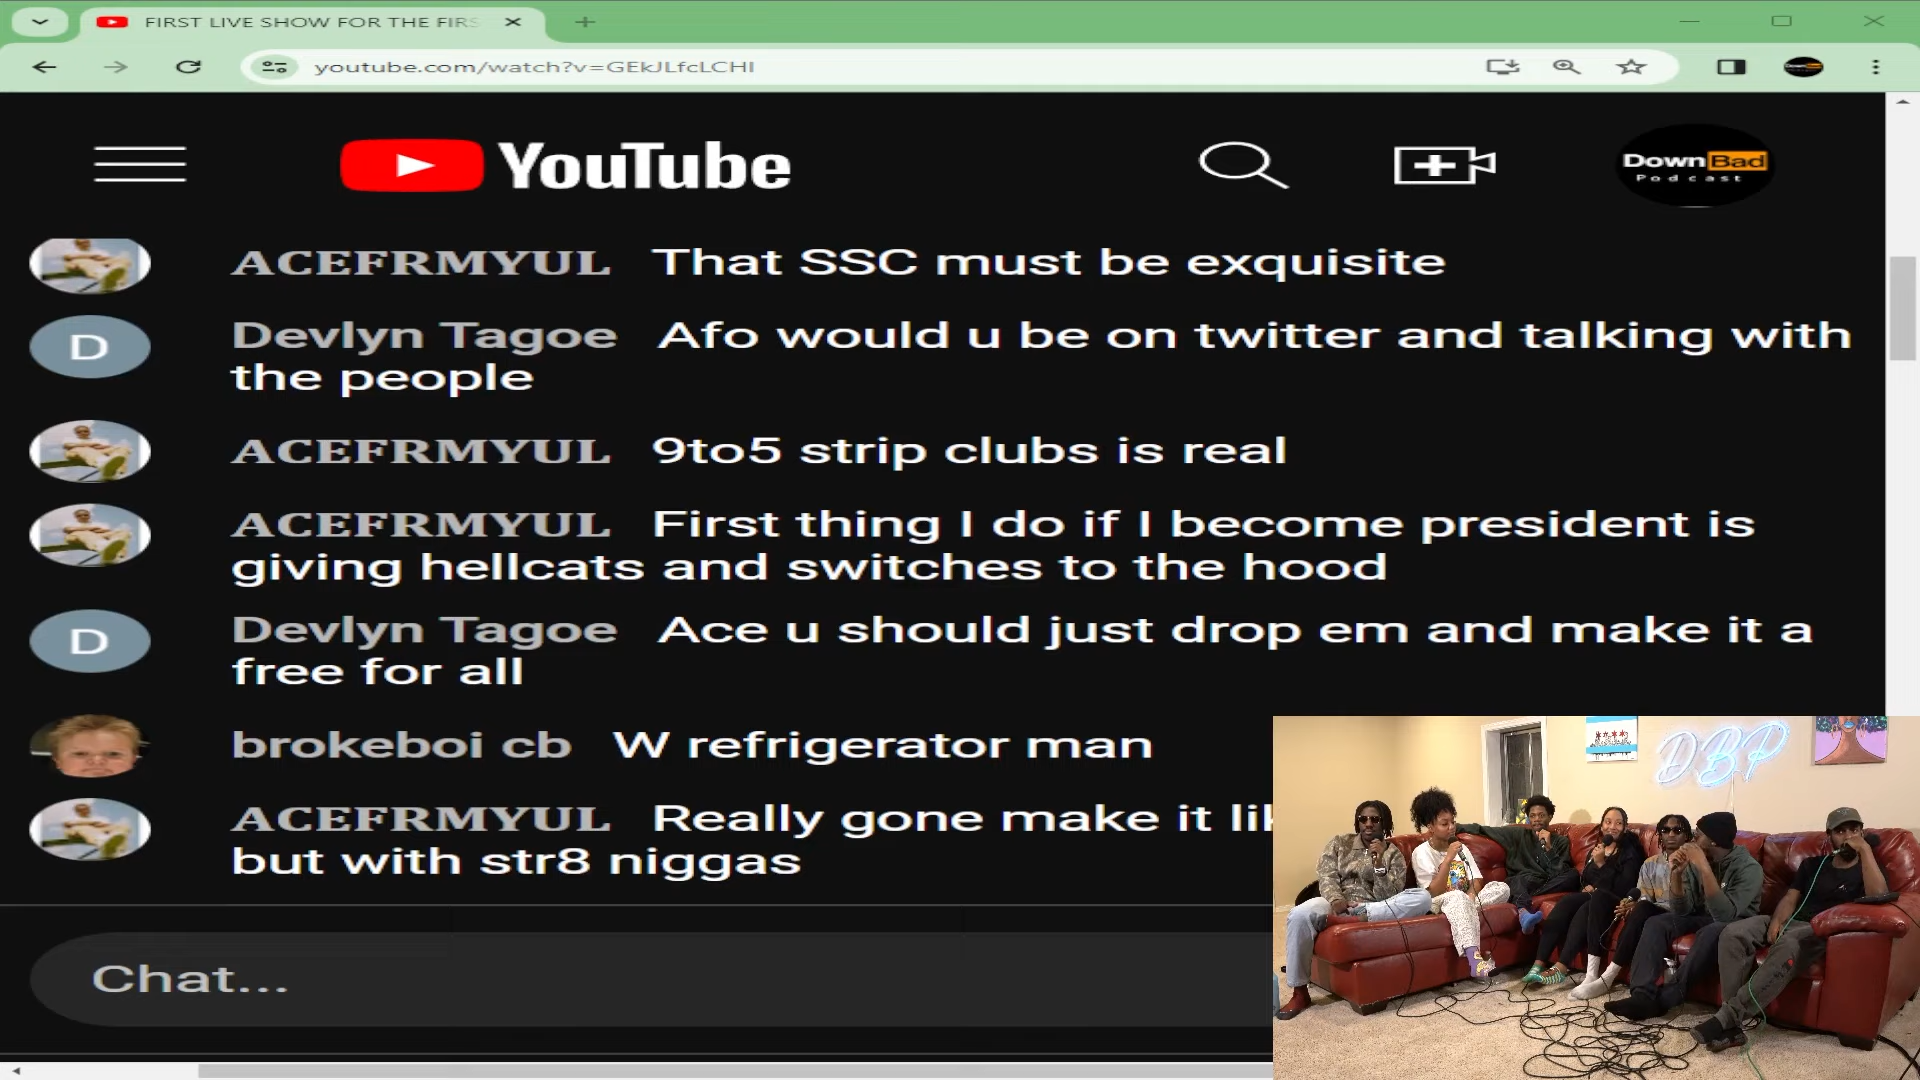 FIRST LIVE SHOW FOR THE FIRS
youtube.com/watch?v=GEkJLfcLCHI
YouTube
DownBad
Podcast
ACEFRMYUL That SSC must be exquisite
D
Devlyn Tagoe Afo would u be on twitter and talking with
the people
ACEFRMYUL 9to5 strip clubs is real
ACEFRMYUL First thing I do if I become president is
giving hellcats and switches to the hood
D
Devlyn Tagoe Ace u should just drop em and make it a
free for all
brokeboi cb W refrigerator man
ACEFRMYUL Really gone make it
but with str8 niggas
DBP
Chat...